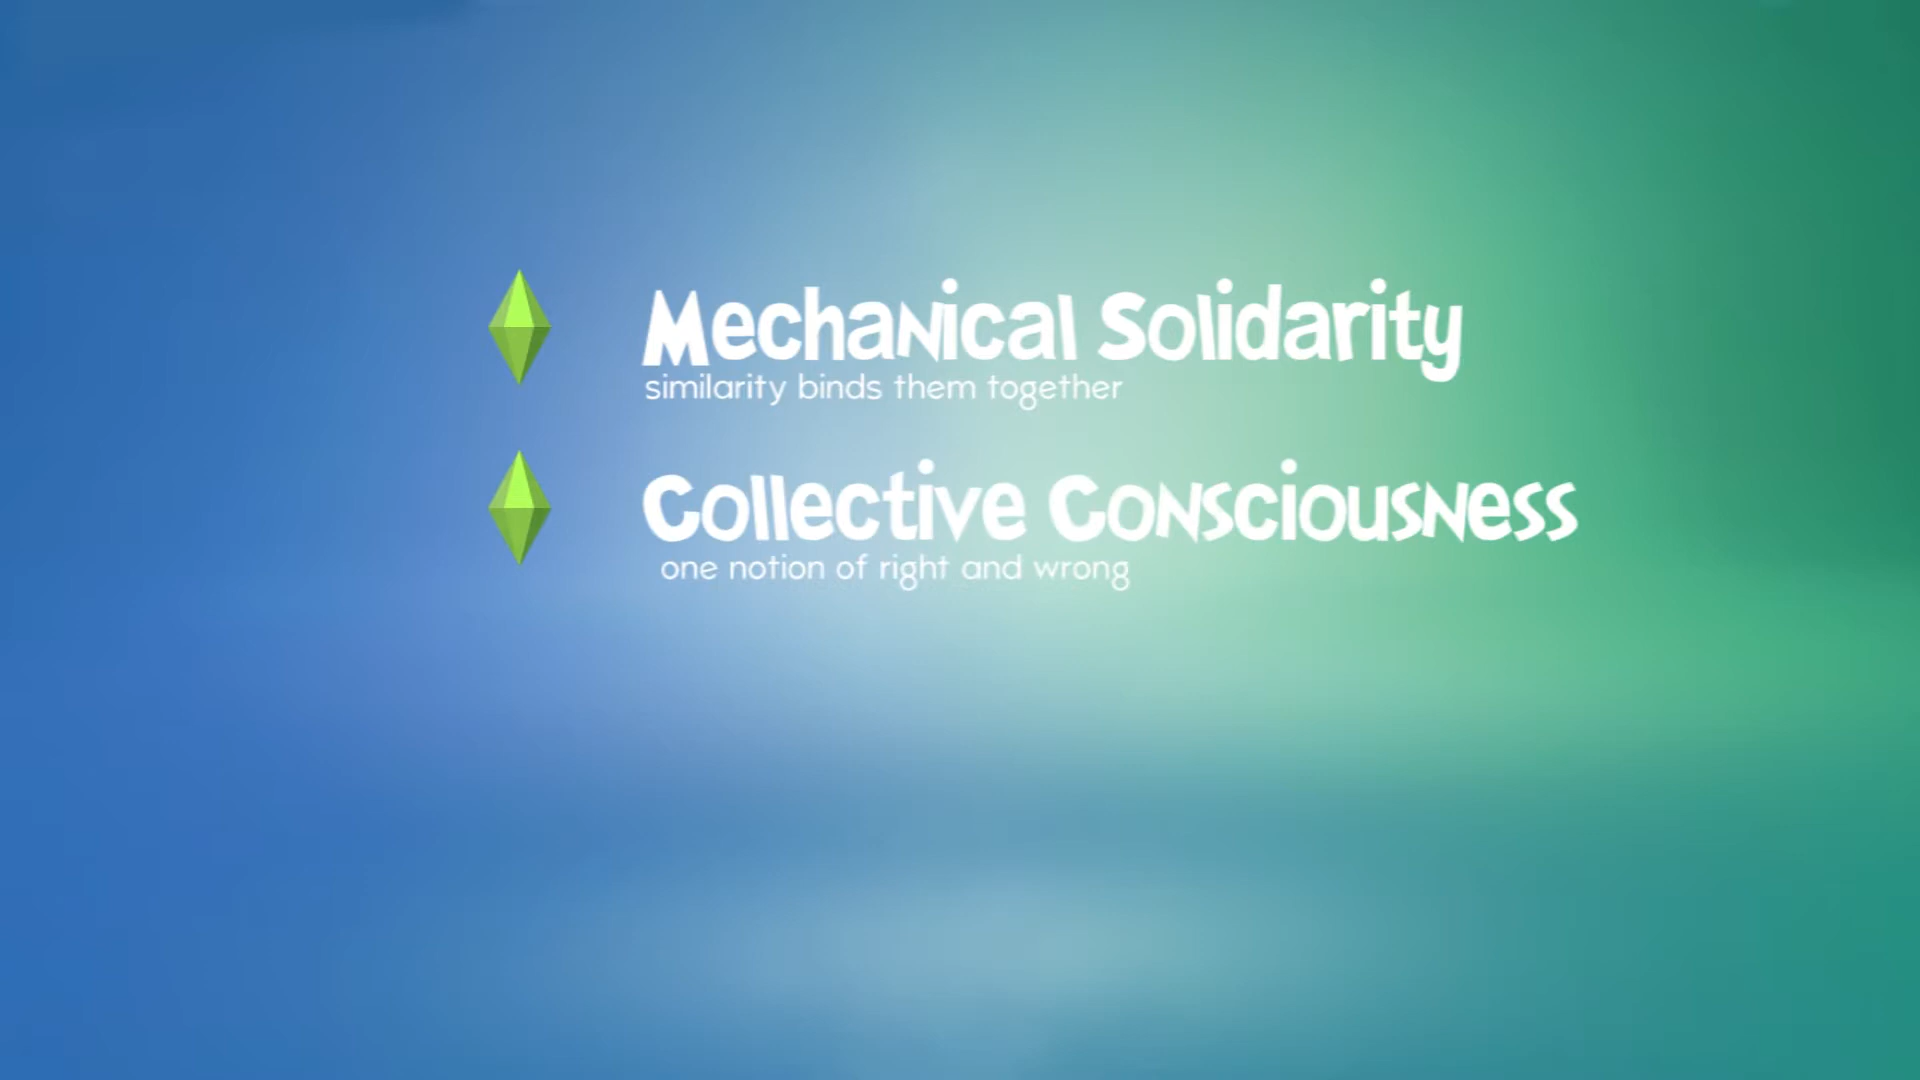 Mechanical Solidarity
similarity binds them together
Collective Consciousness
one notion of right and wrong